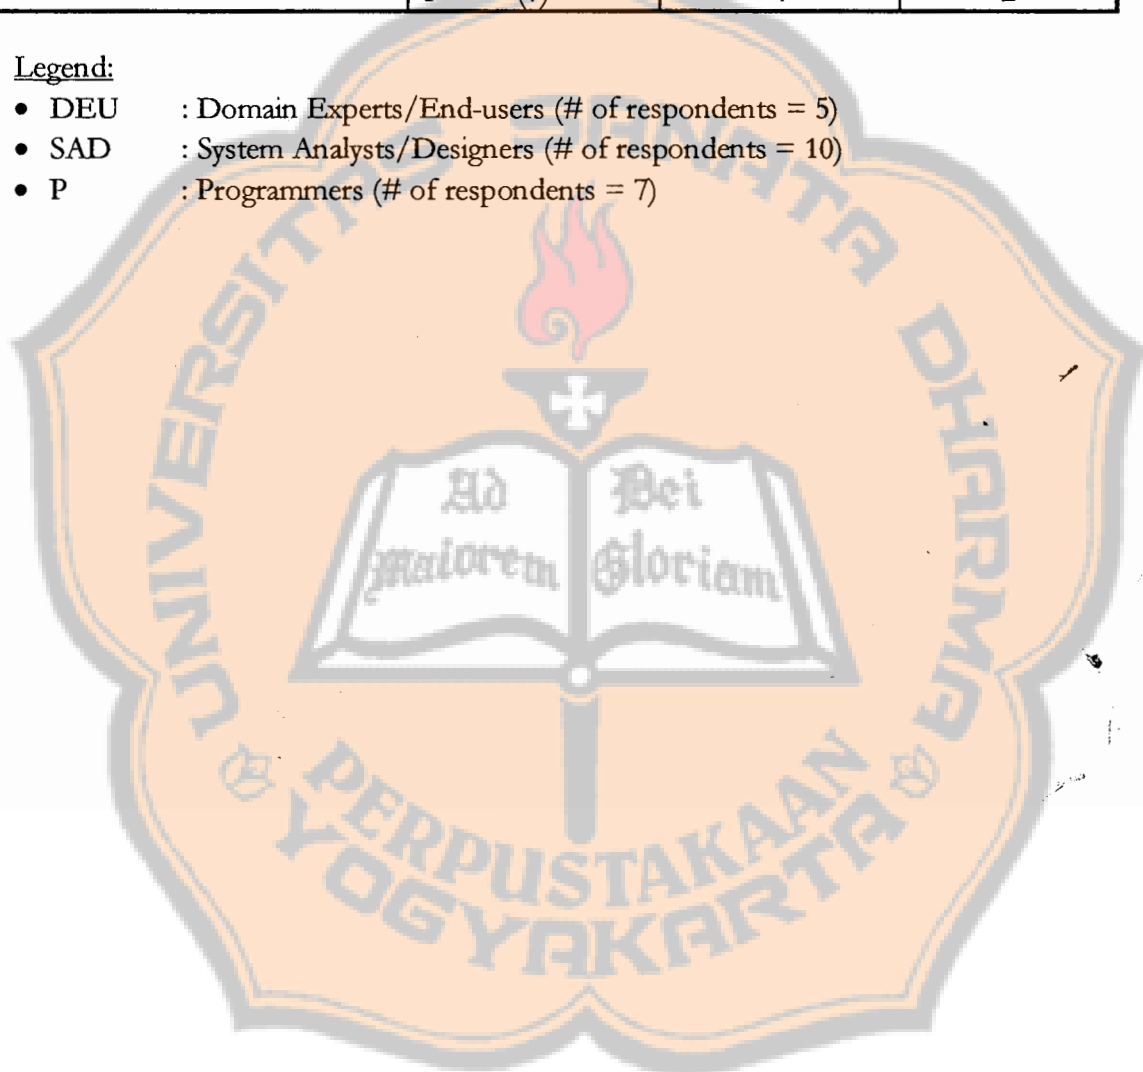 Legend:
• DEU : Domain Experts/End-users (# of respondents = 5)
• SAD : System Analysts/Designers (# of respondents = 10)
• P : Programmers (# of respondents = 7)
UNIVERSITAS SANATA DHARMA
Ad Dei
Maiorem Gloriam
PERPUSTAKAAN
YOGYAKARTA